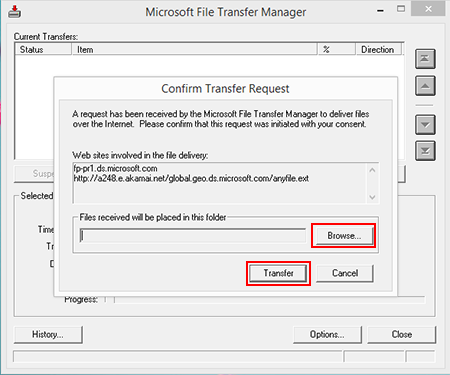 Microsoft File Transfer Manager
Current Transfers:
Status Item % Direction
Confirm Transfer Request
A request has been received by the Microsoft File Transfer Manager to deliver files
over the Internet. Please confirm that this request was initiated with your consent.
Web sites involved in the file delivery:
fp-pr1.ds.microsoft.com
http://a248.e.akamai.net/global.geo.ds.microsoft.com/anyfile.ext
Suspe
Selected
Files received will be placed in this folder
Time
Browse...
Tr
D
Transfer Cancel
Progress:
History... Options... Close